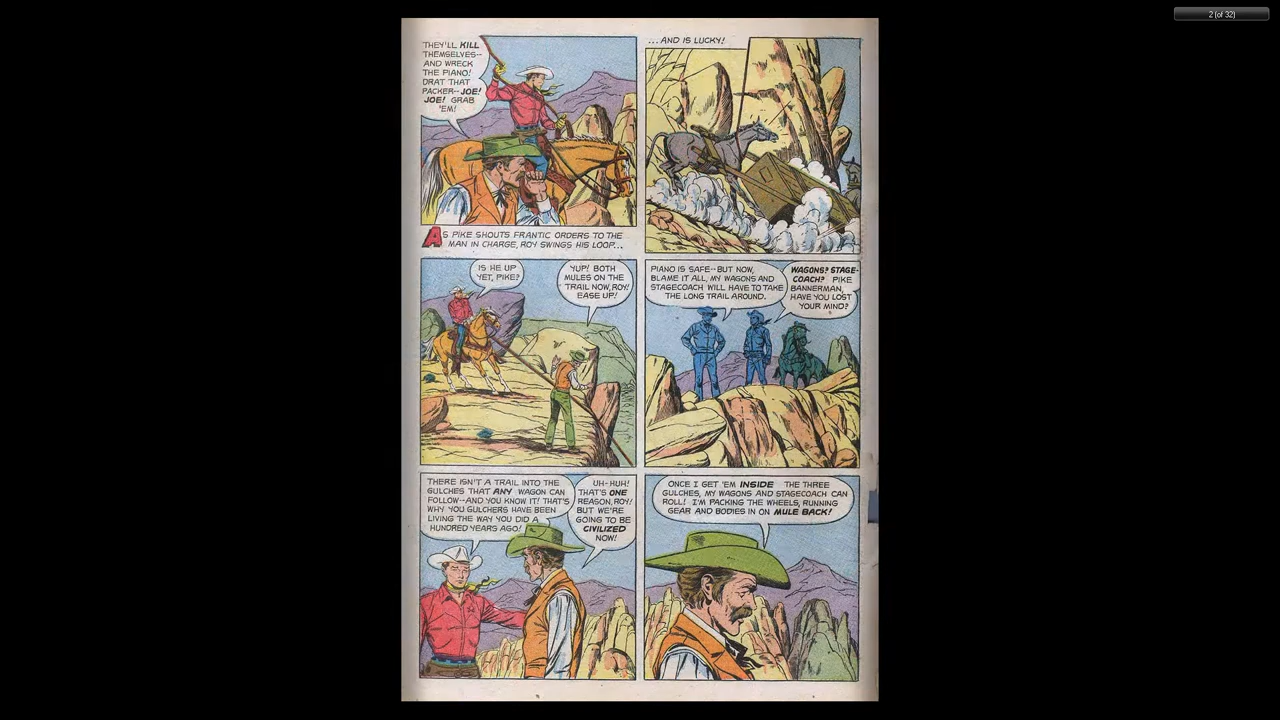 2 (of 32)
THEY'LL KILL
THEMSELVES--
AND WRECK
THE PIANO!
DRAT THAT
PACKER--JOE!
JOE! GRAB
'EM!
AS PIKE SHOUTS FRANTIC ORDERS TO THE
MAN IN CHARGE, ROY SWINGS HIS LOOP...
...AND IS LUCKY!
IS HE UP
YET, PIKE?
YUP! BOTH
MULES ON THE
TRAIL NOW, ROY!
EASE UP!
PIANO IS SAFE--BUT NOW,
BLAME IT ALL, MY WAGONS AND
STAGECOACH WILL HAVE TO TAKE
THE LONG TRAIL AROUND.
WAGONS? STAGE-
COACH? PIKE
BANNERMAN,
HAVE YOU LOST
YOUR MIND?
THERE ISN'T A TRAIL INTO THE
GULCHES THAT ANY WAGON CAN
FOLLOW--AND YOU KNOW IT! THAT'S
WHY YOU GULCHERS HAVE BEEN
LIVING THE WAY YOU DID A
HUNDRED YEARS AGO!
UH-HUH!
THAT'S ONE
REASON, ROY!
BUT WE'RE
GOING TO BE
CIVILIZED
NOW!
ONCE I GET 'EM INSIDE THE THREE
GULCHES, MY WAGONS AND STAGECOACH CAN
ROLL! I'M PACKING THE WHEELS, RUNNING
GEAR AND BODIES IN ON MULE BACK!